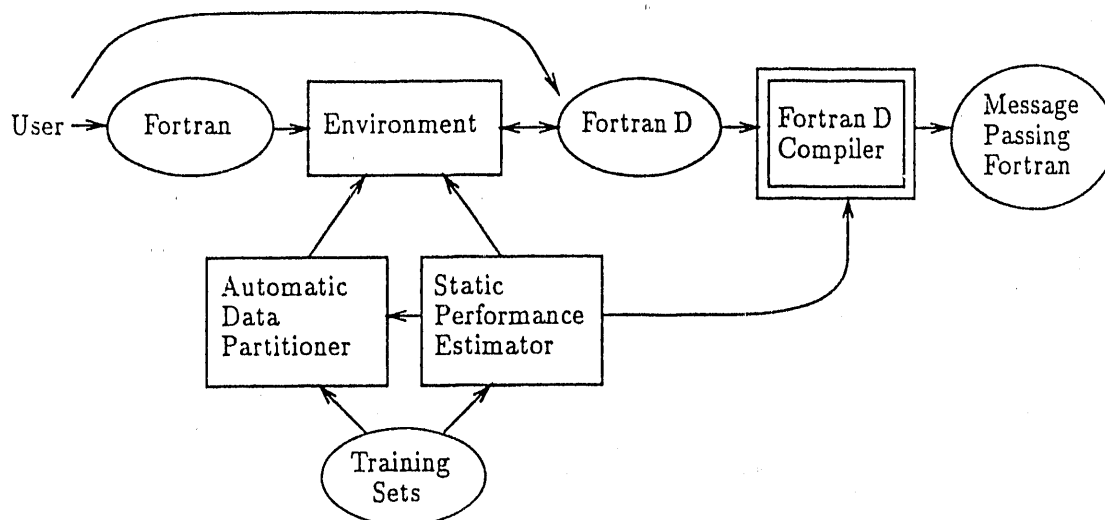 User
Fortran
Environment
Fortran D
Fortran D
Compiler
Message
Passing
Fortran
Automatic
Data
Partitioner
Static
Performance
Estimator
Training
Sets